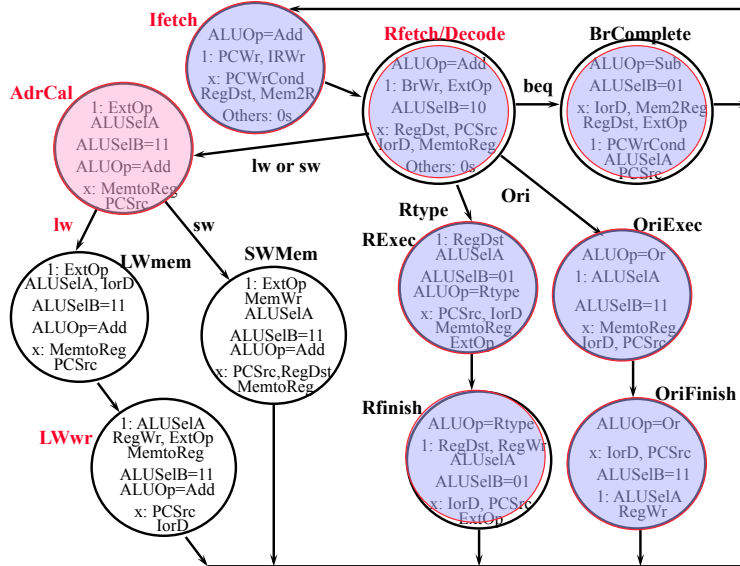 Ifetch
ALUOp=Add
1: PCWr, IRWr
x: PCWrCond
RegDst, Mem2R
Others: 0s
Rfetch/Decode
ALUOp=Add
1: BrWr, ExtOp
ALUSelB=10
x: RegDst, PCSrc
IorD, MemtoReg
Others: 0s
beq
BrComplete
ALUOp=Sub
ALUSelB=01
x: IorD, Mem2Reg
RegDst, ExtOp
1: PCWrCond
ALUSelA
PCSrc
AdrCal
1: ExtOp
ALUSelA
ALUSelB=11
ALUOp=Add
x: MemtoReg
PCSrc
lw or sw
lw
sw
Rtype
Ori
LWmem
1: ExtOp
ALUSelA, IorD
ALUSelB=11
ALUOp=Add
x: MemtoReg
PCSrc
SWMem
1: ExtOp
MemWr
ALUSelA
ALUSelB=11
ALUOp=Add
x: PCSrc,RegDst
MemtoReg
RExec
1: RegDst
ALUSelA
ALUSelB=01
ALUOp=Rtype
x: PCSrc, IorD
MemtoReg
ExtOp
OriExec
ALUOp=Or
1: ALUSelA
ALUSelB=11
x: MemtoReg
IorD, PCSrc
LWwr
1: ALUSelA
RegWr, ExtOp
MemtoReg
ALUSelB=11
ALUOp=Add
x: PCSrc
IorD
Rfinish
ALUOp=Rtype
1: RegDst, RegWr
ALUselA
ALUSelB=01
x: IorD, PCSrc
ExtOp
OriFinish
ALUOp=Or
x: IorD, PCSrc
ALUSelB=11
1: ALUSelA
RegWr